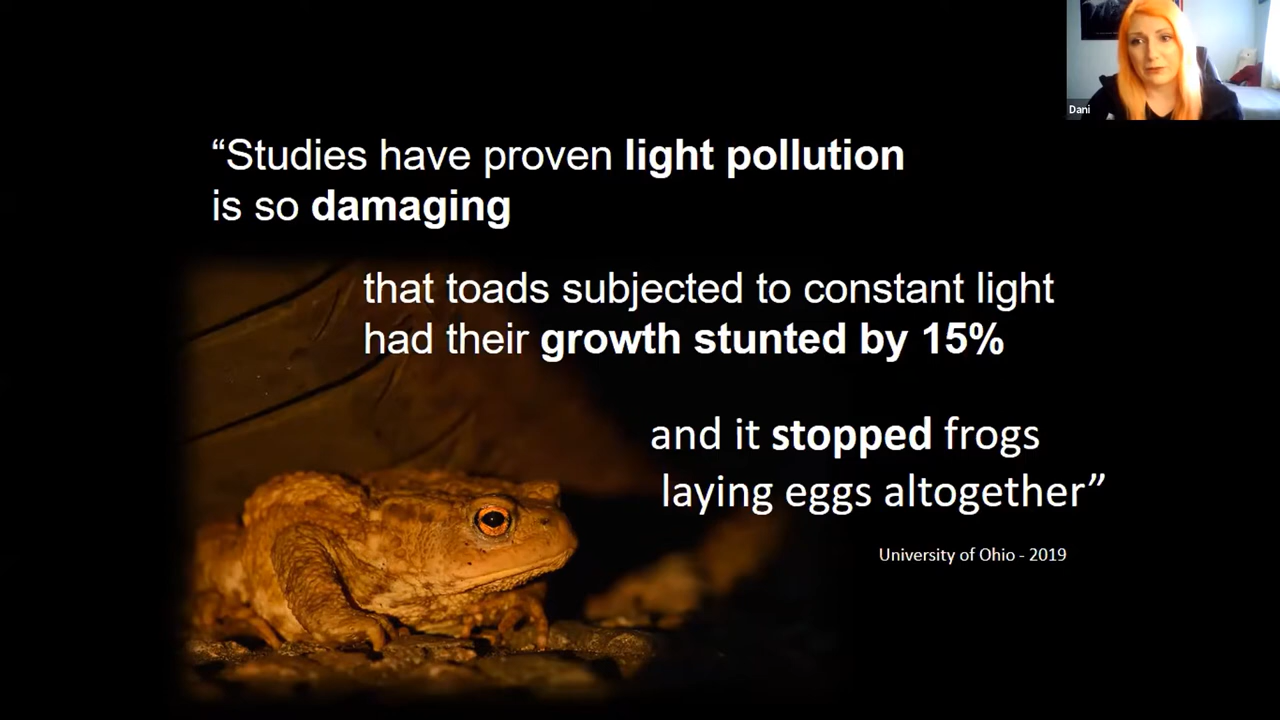 Dani
“Studies have proven light pollution
is so damaging
that toads subjected to constant light
had their growth stunted by 15%
and it stopped frogs
laying eggs altogether”
University of Ohio - 2019